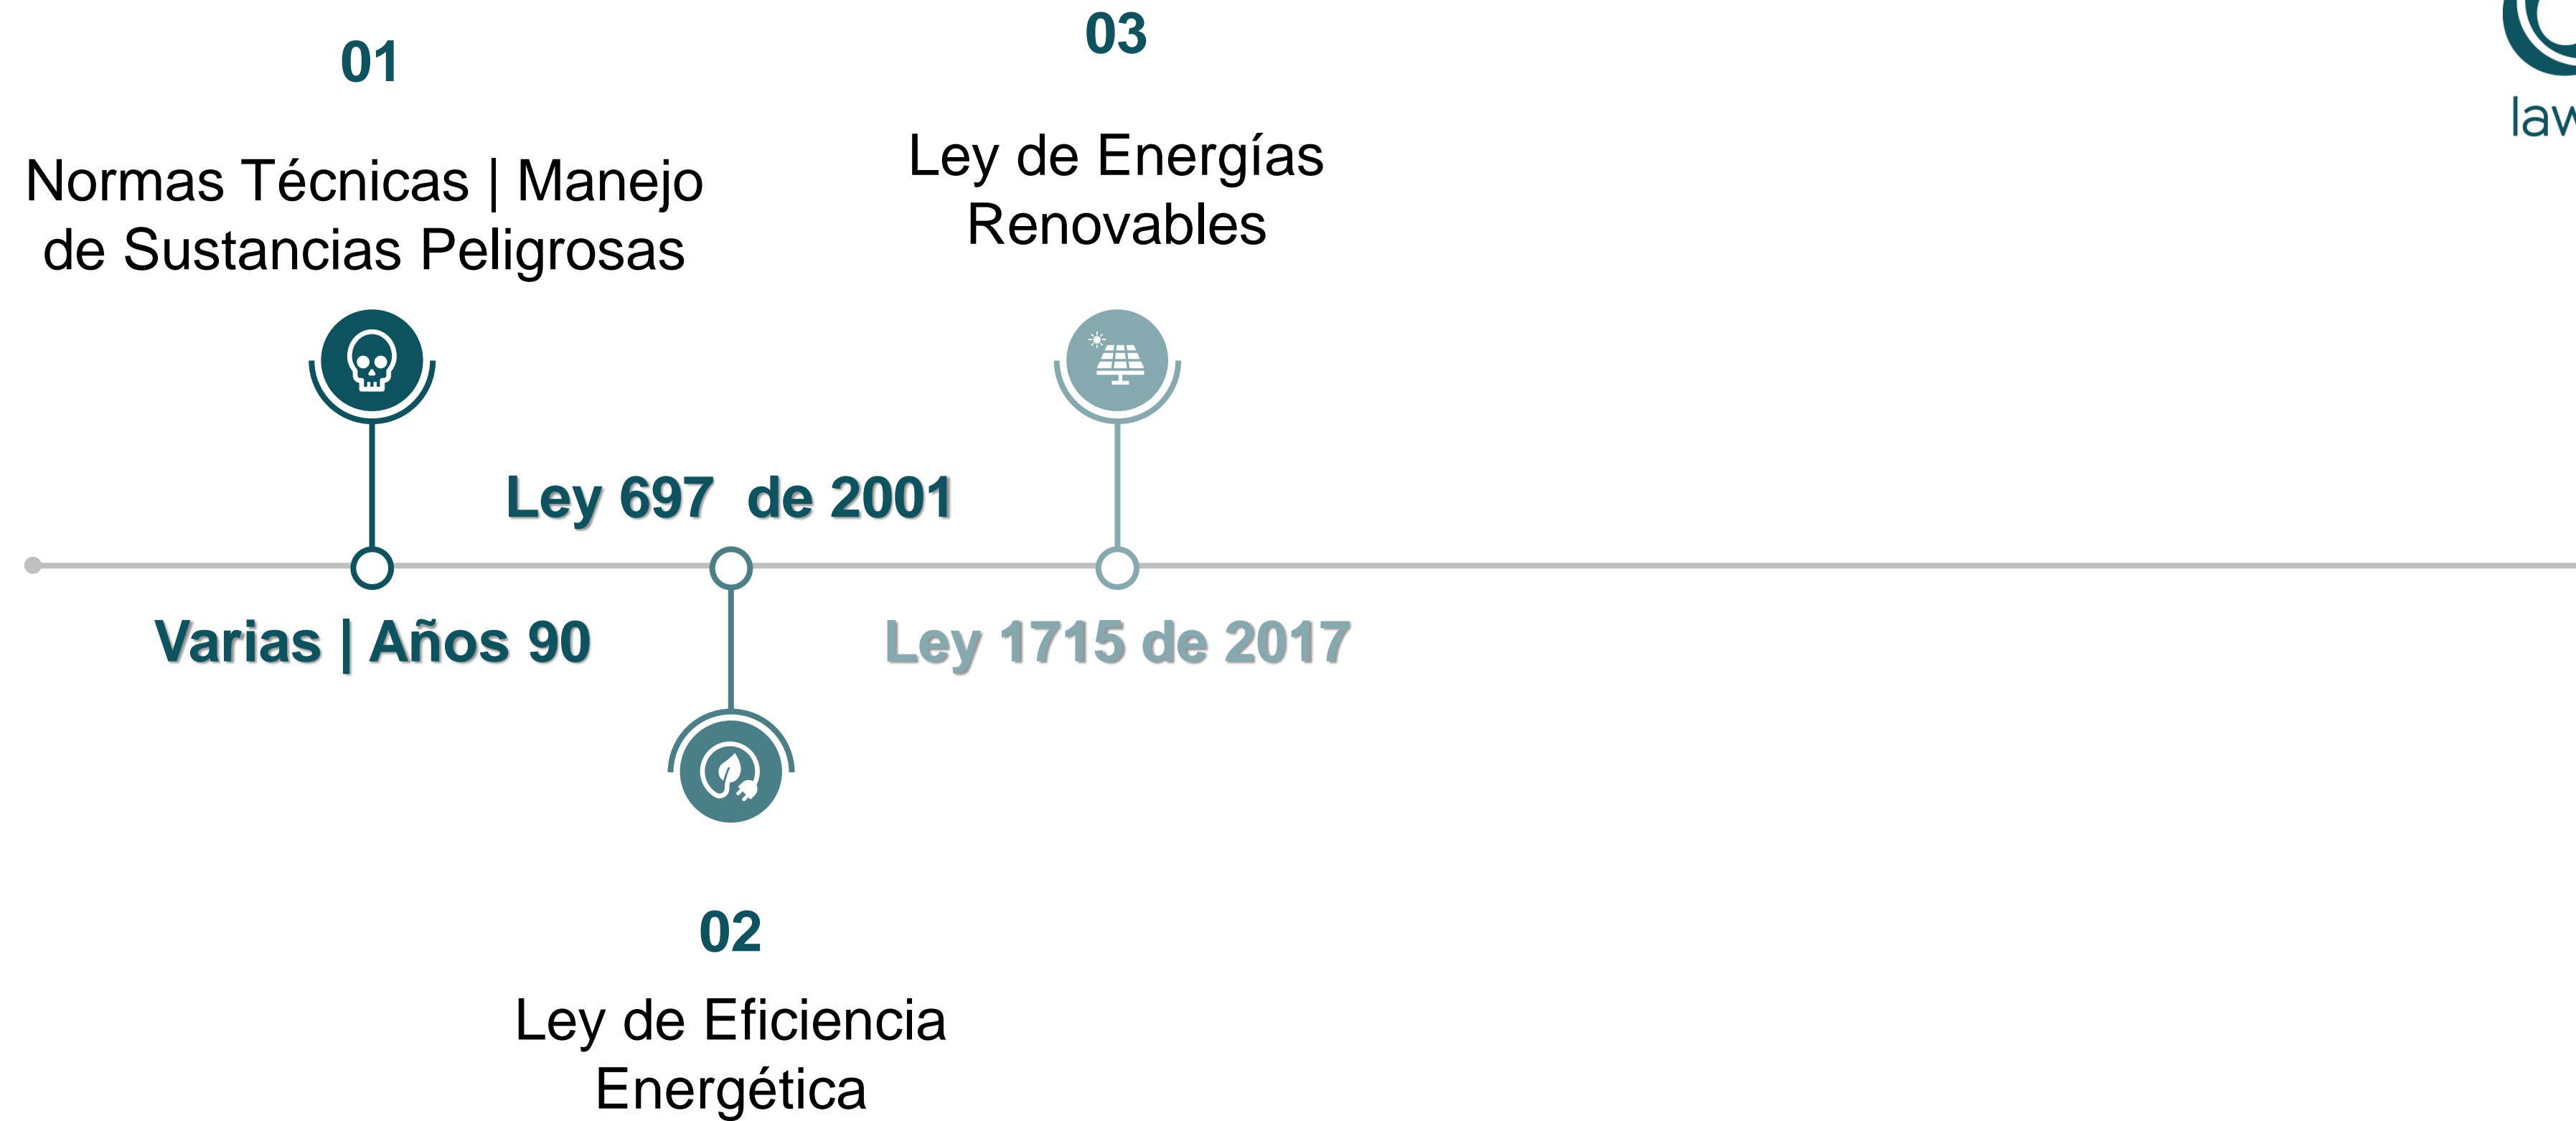 01
Normas Técnicas | Manejo
de Sustancias Peligrosas
03
Ley de Energías
Renovables
Ley 697  de 2001
Varias | Años 90
Ley 1715 de 2017
02
Ley de Eficiencia
Energética